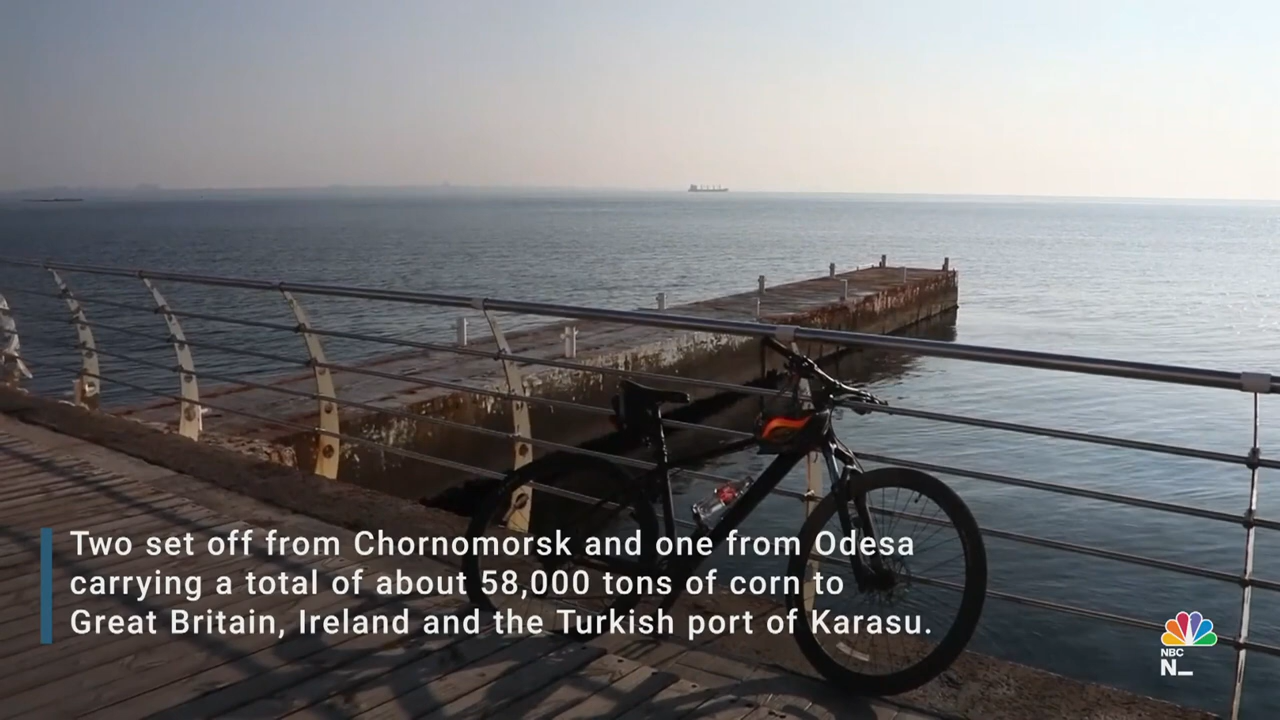 Two set off from Chornomorsk and one from Odesa
carrying a total of about 58,000 tons of corn to
Great Britain, Ireland and the Turkish port of Karasu.
NBC
N_